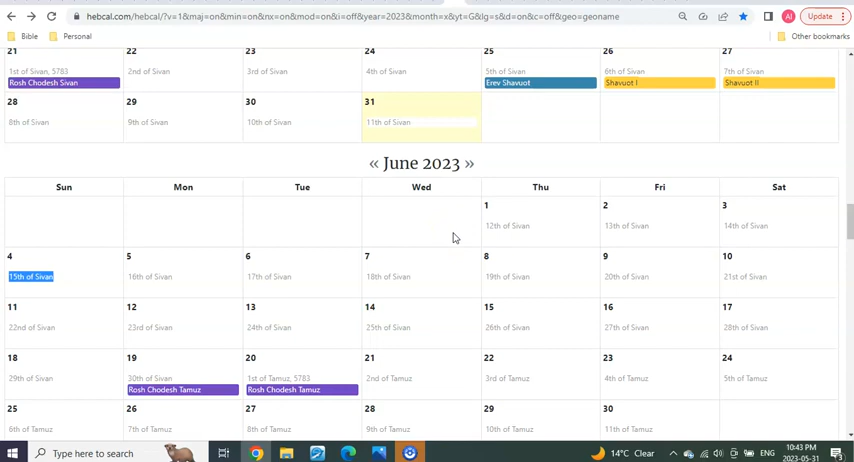 hebcal.com/hebcal/?v=1&maj=on&min=on&nx=on&mod=on&i=off&year=2023&month=x&yt=G&lg=s&d=on&c=off&geo=geoname
AI
Update
Bible Personal Other bookmarks
21 22 23 24 25 26 27
1st of Sivan, 5783 2nd of Sivan 3rd of Sivan 4th of Sivan 5th of Sivan 6th of Sivan 7th of Sivan
Rosh Chodesh Sivan Erev Shavuot Shavuot I Shavuot II
28 29 30 31
8th of Sivan 9th of Sivan 10th of Sivan 11th of Sivan
« June 2023 »
Sun Mon Tue Wed Thu Fri Sat
1 2 3
12th of Sivan 13th of Sivan 14th of Sivan
4 5 6 7 8 9 10
15th of Sivan 16th of Sivan 17th of Sivan 18th of Sivan 19th of Sivan 20th of Sivan 21st of Sivan
11 12 13 14 15 16 17
22nd of Sivan 23rd of Sivan 24th of Sivan 25th of Sivan 26th of Sivan 27th of Sivan 28th of Sivan
18 19 20 21 22 23 24
29th of Sivan 30th of Sivan 1st of Tamuz, 5783 2nd of Tamuz 3rd of Tamuz 4th of Tamuz 5th of Tamuz
Rosh Chodesh Tamuz Rosh Chodesh Tamuz
25 26 27 28 29 30
6th of Tamuz 7th of Tamuz 8th of Tamuz 9th of Tamuz 10th of Tamuz 11th of Tamuz
Type here to search
14°C Clear
ENG
10:43 PM
2023-05-31
3